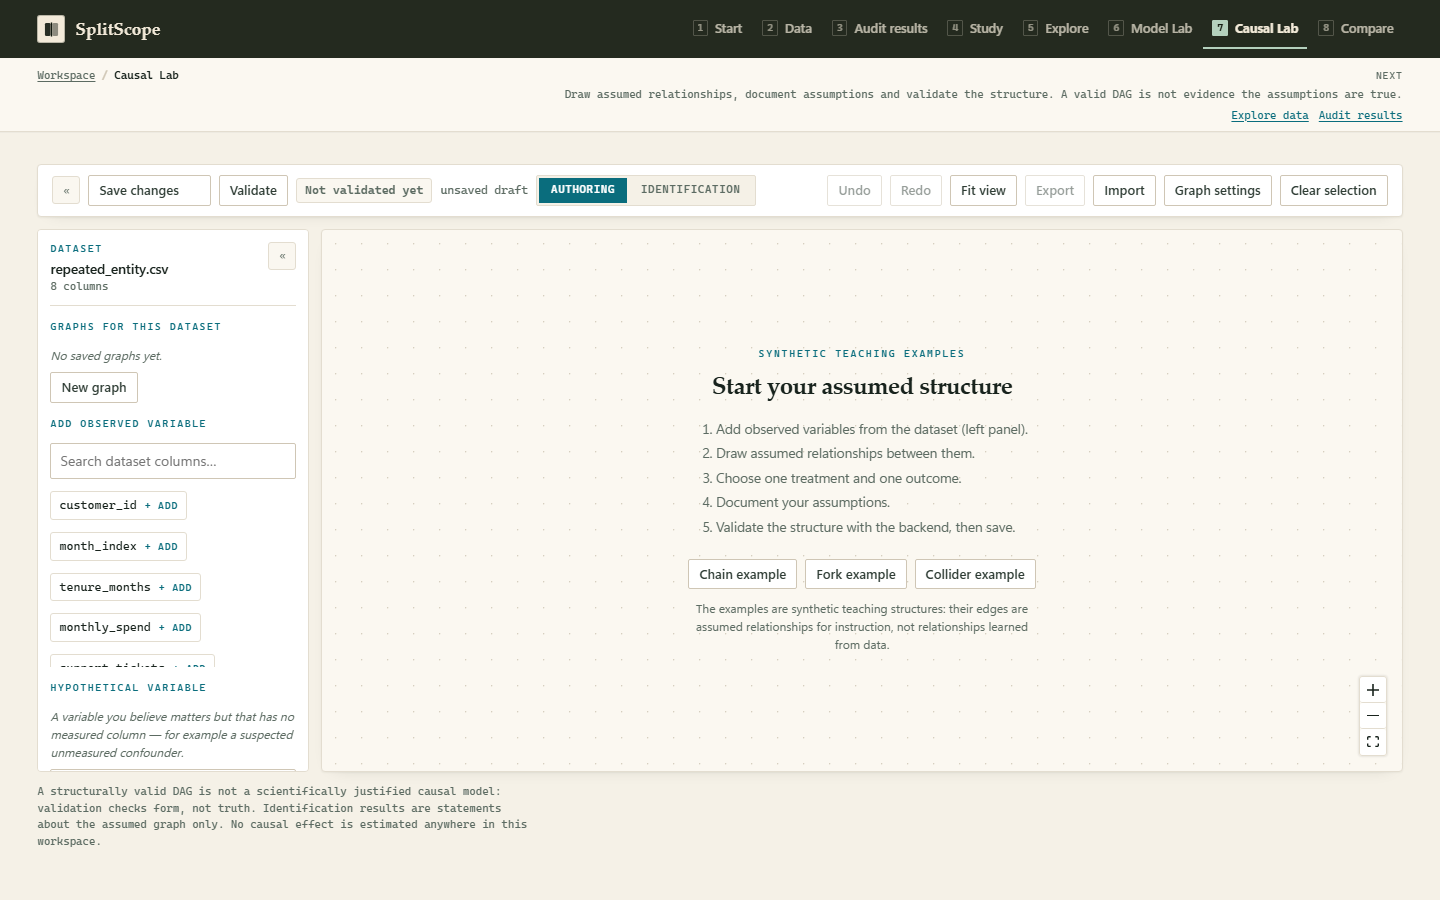 SplitScope
1 Start
2 Data
3 Audit results
4 Study
5 Explore
6 Model Lab
7 Causal Lab
8 Compare
Workspace / Causal Lab
NEXT
Draw assumed relationships, document assumptions and validate the structure. A valid DAG is not evidence the assumptions are true.
Explore data Audit results
« Save changes Validate Not validated yet unsaved draft AUTHORING IDENTIFICATION Undo Redo Fit view Export Import Graph settings Clear selection
DATASET
«
repeated_entity.csv
8 columns
GRAPHS FOR THIS DATASET
No saved graphs yet.
New graph
ADD OBSERVED VARIABLE
Search dataset columns...
customer_id + ADD
month_index + ADD
tenure_months + ADD
monthly_spend + ADD
current_tickets + ADD
HYPOTHETICAL VARIABLE
A variable you believe matters but that has no
measured column — for example a suspected
unmeasured confounder.
SYNTHETIC TEACHING EXAMPLES
Start your assumed structure
1. Add observed variables from the dataset (left panel).
2. Draw assumed relationships between them.
3. Choose one treatment and one outcome.
4. Document your assumptions.
5. Validate the structure with the backend, then save.
Chain example Fork example Collider example
The examples are synthetic teaching structures: their edges are
assumed relationships for instruction, not relationships learned
from data.
A structurally valid DAG is not a scientifically justified causal model:
validation checks form, not truth. Identification results are statements
about the assumed graph only. No causal effect is estimated anywhere in this
workspace.